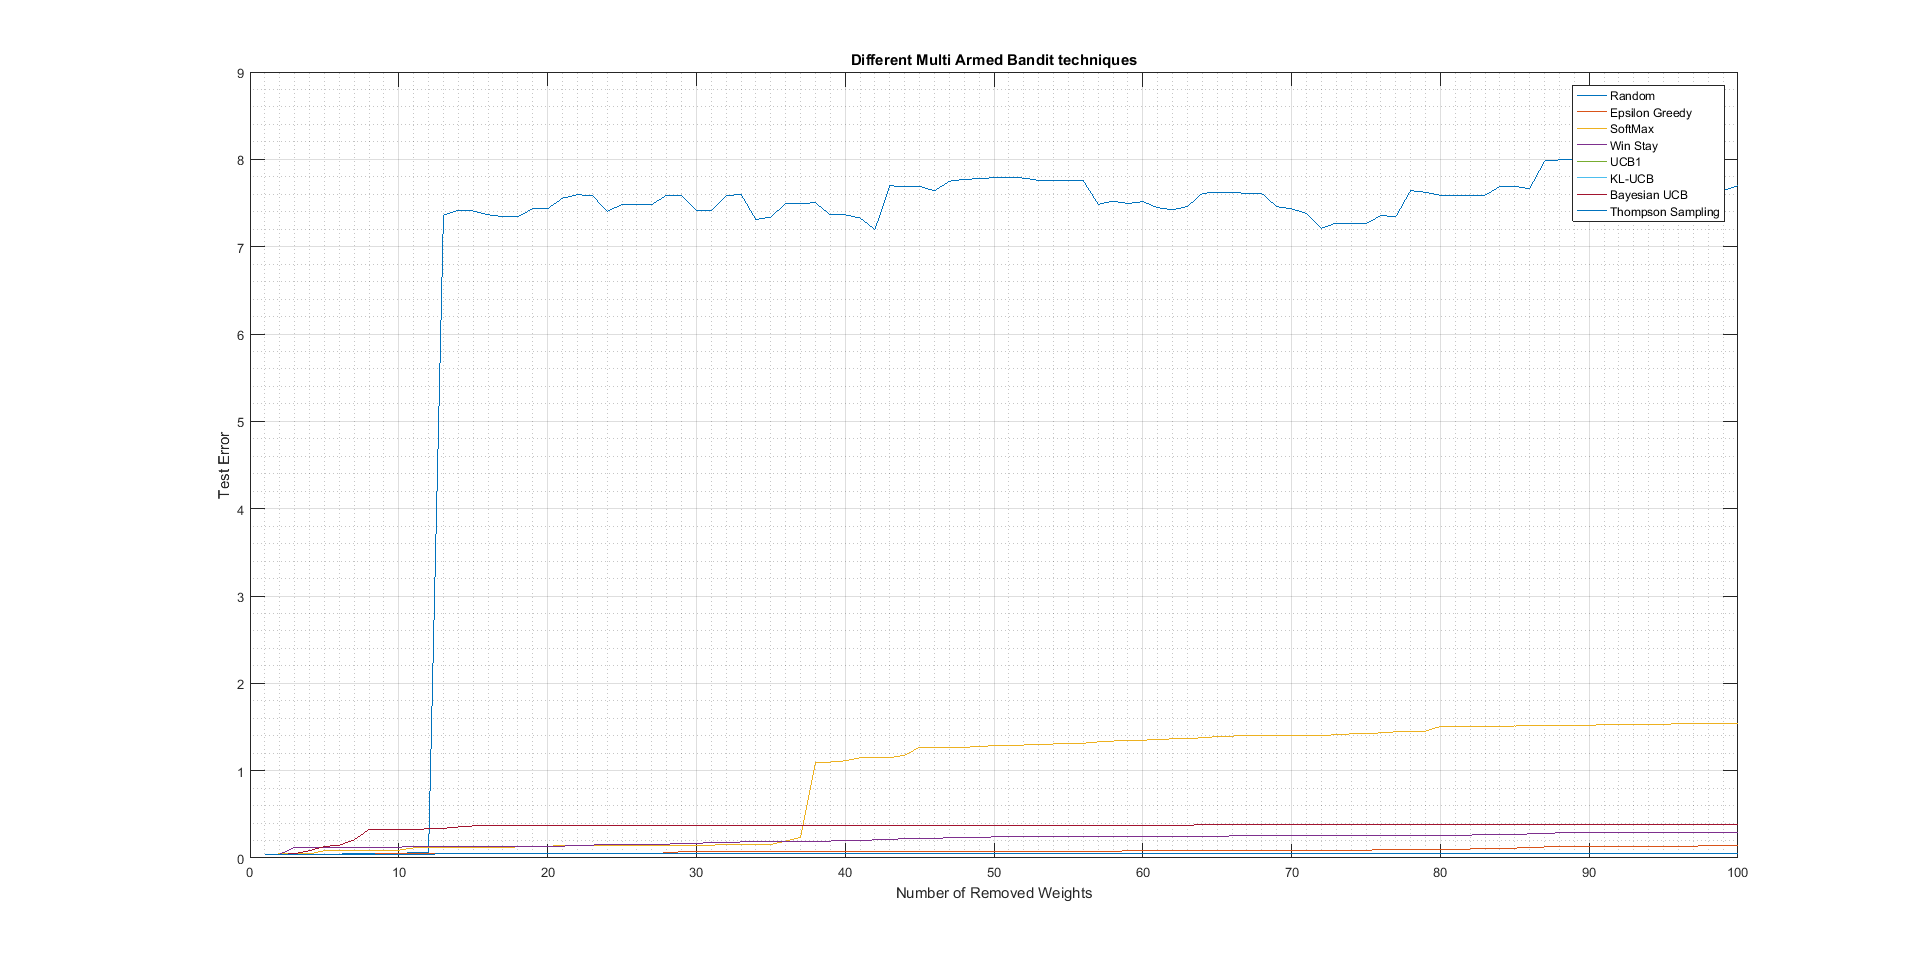 Different Multi Armed Bandit techniques
9
8
7
6
5
4
3
2
1
0
Test Error
Random
Epsilon Greedy
SoftMax
Win Stay
UCB1
KL-UCB
Bayesian UCB
Thompson Sampling
0 10 20 30 40 50 60 70 80 90 100
Number of Removed Weights